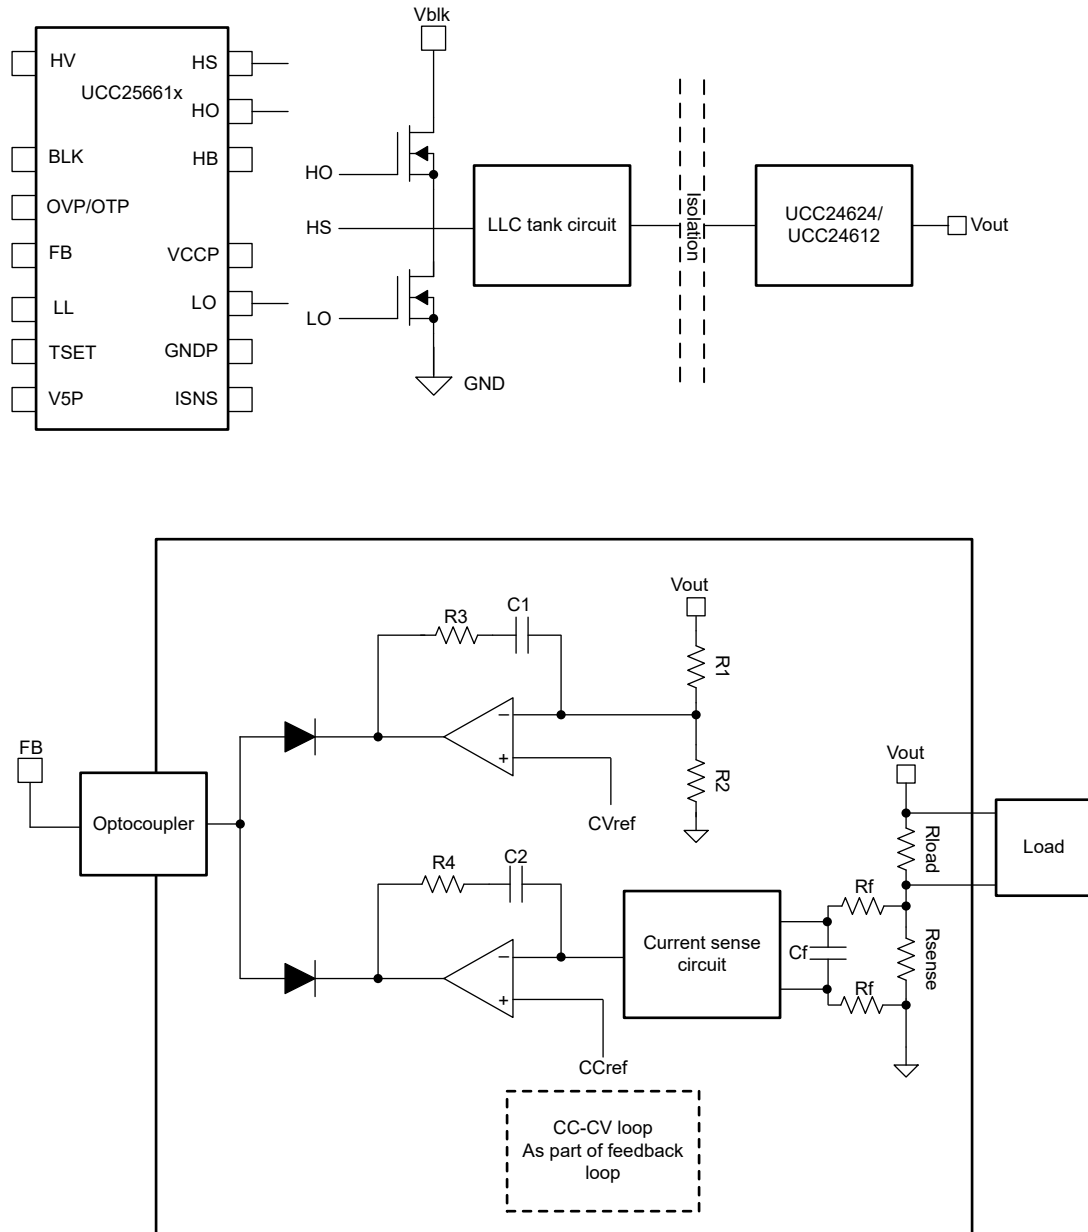 Vblk
HV
HS
UCC25661x
HO
BLK
HB
OVP/OTP
FB
VCCP
LL
LO
TSET
GNDP
V5P
ISNS
HO
HS
LO
GND
LLC tank circuit
Isolation
UCC24624/
UCC24612
Vout
FB
Optocoupler
R3
C1
Vout
R1
R2
CVref
R4
C2
CCref
Current sense
circuit
Rf
Cf
Rf
Vout
Rload
Rsense
Load
CC-CV loop
As part of feedback
loop